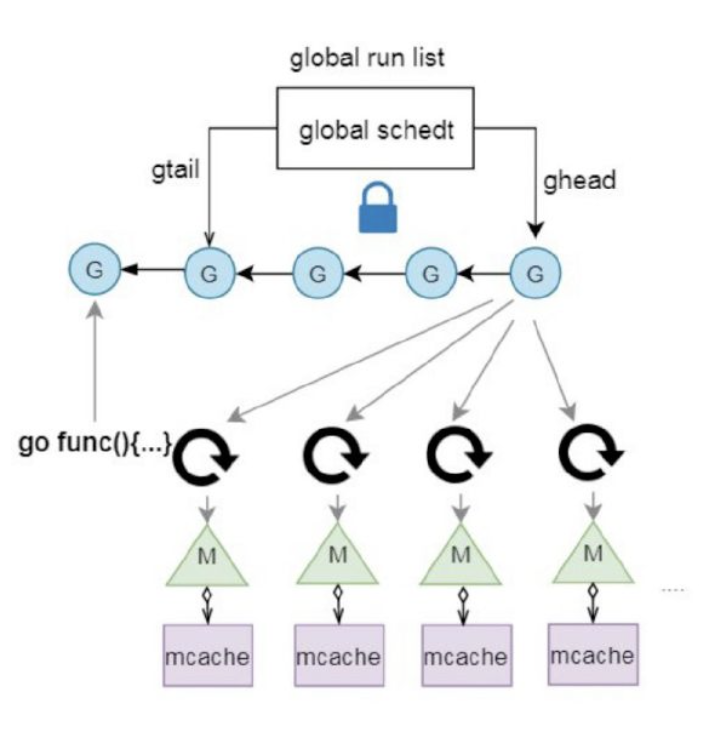 global run list
global schedt
gtail
ghead
G
G
G
G
G
go func(){...}
M
M
M
M
....
mcache
mcache
mcache
mcache